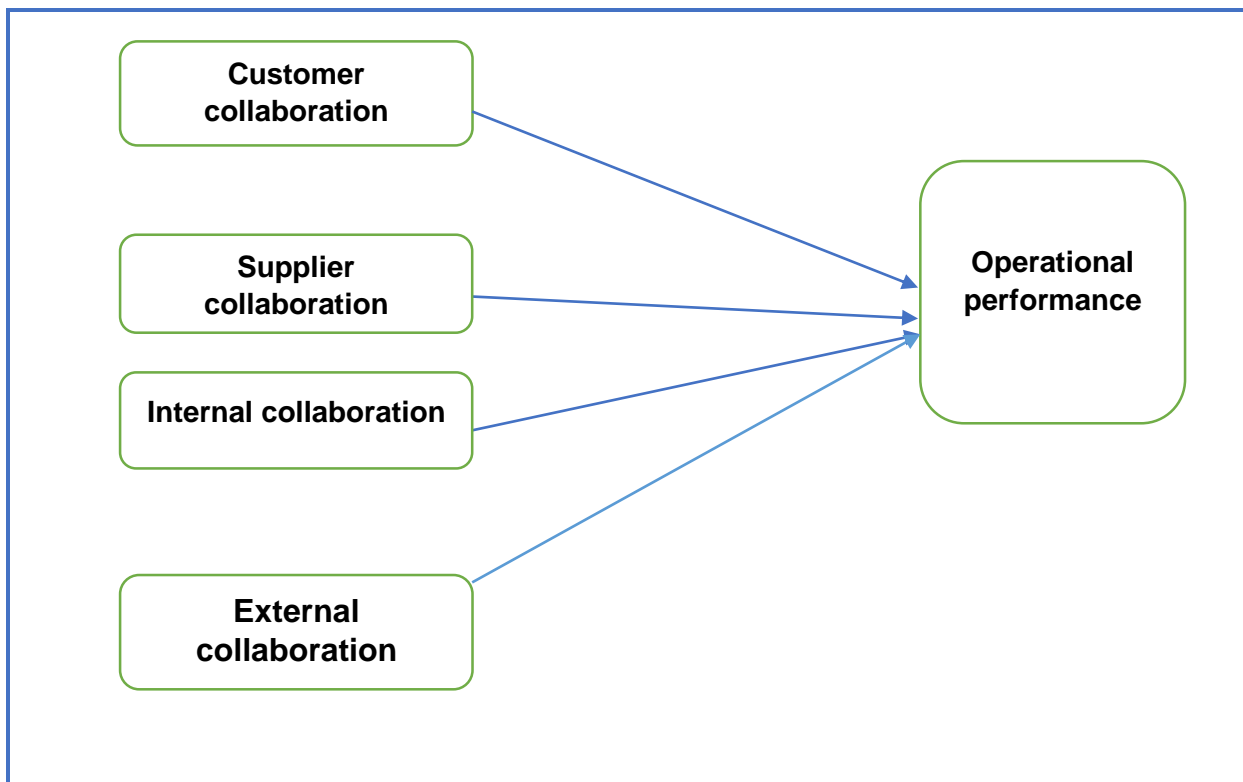 Customer
collaboration
Supplier
collaboration
Internal collaboration
External
collaboration
Operational
performance